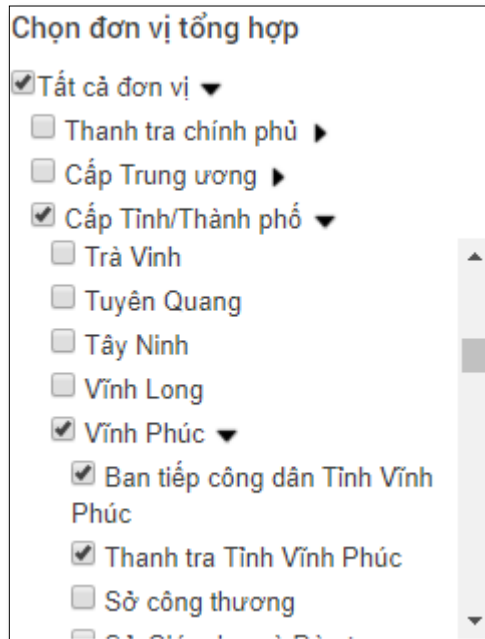 Chọn đơn vị tổng hợp
Tất cả đơn vị
Thanh tra chính phủ
Cấp Trung ương
Cấp Tỉnh/Thành phố
Trà Vinh
Tuyên Quang
Tây Ninh
Vĩnh Long
Vĩnh Phúc
Ban tiếp công dân Tỉnh Vĩnh
Phúc
Thanh tra Tỉnh Vĩnh Phúc
Sở công thương